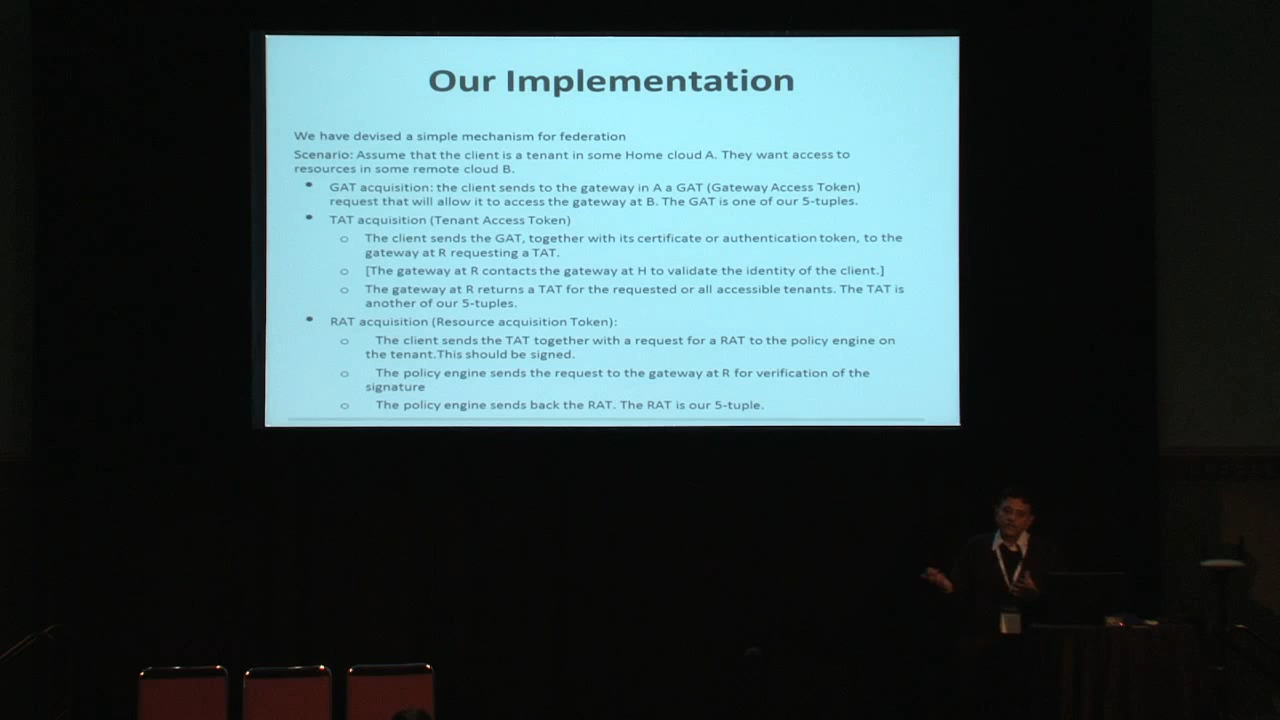 Our Implementation
We have devised a simple mechanism for federation
Scenario: Assume that the client is a tenant in some Home cloud A. They want access to
resources in some remote cloud B.
• GAT acquisition: the client sends to the gateway in A a GAT (Gateway Access Token)
request that will allow it to access the gateway at B. The GAT is one of our 5-tuples.
• TAT acquisition (Tenant Access Token)
o The client sends the GAT, together with its certificate or authentication token, to the
gateway at R requesting a TAT.
o [The gateway at R contacts the gateway at H to validate the identity of the client.]
o The gateway at R returns a TAT for the requested or all accessible tenants. The TAT is
another of our 5-tuples.
• RAT acquisition (Resource acquisition Token):
o The client sends the TAT together with a request for a RAT to the policy engine on
the tenant.This should be signed.
o The policy engine sends the request to the gateway at R for verification of the
signature
o The policy engine sends back the RAT. The RAT is our 5-tuple.